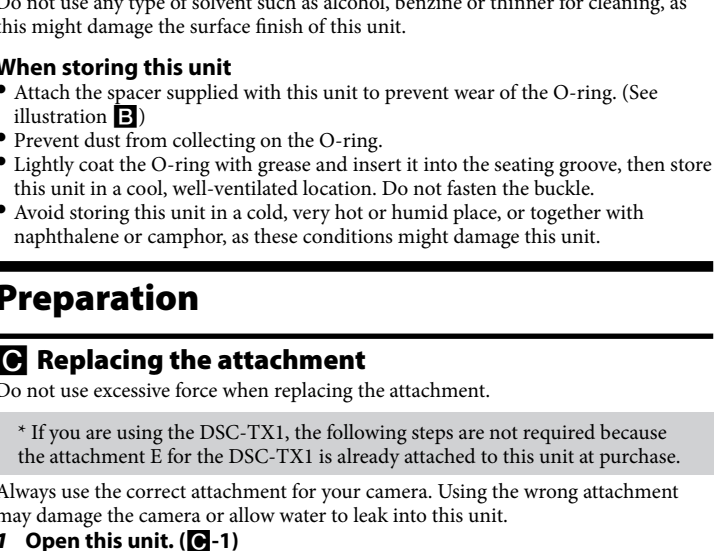 Do not use any type of solvent such as alcohol, benzine or thinner for cleaning, as
this might damage the surface finish of this unit.
When storing this unit
• Attach the spacer supplied with this unit to prevent wear of the O-ring. (See
illustration B)
• Prevent dust from collecting on the O-ring.
• Lightly coat the O-ring with grease and insert it into the seating groove, then store
this unit in a cool, well-ventilated location. Do not fasten the buckle.
• Avoid storing this unit in a cold, very hot or humid place, or together with
naphthalene or camphor, as these conditions might damage this unit.
Preparation
C Replacing the attachment
Do not use excessive force when replacing the attachment.
* If you are using the DSC-TX1, the following steps are not required because
the attachment E for the DSC-TX1 is already attached to this unit at purchase.
Always use the correct attachment for your camera. Using the wrong attachment
may damage the camera or allow water to leak into this unit.
1 Open this unit. (C-1)